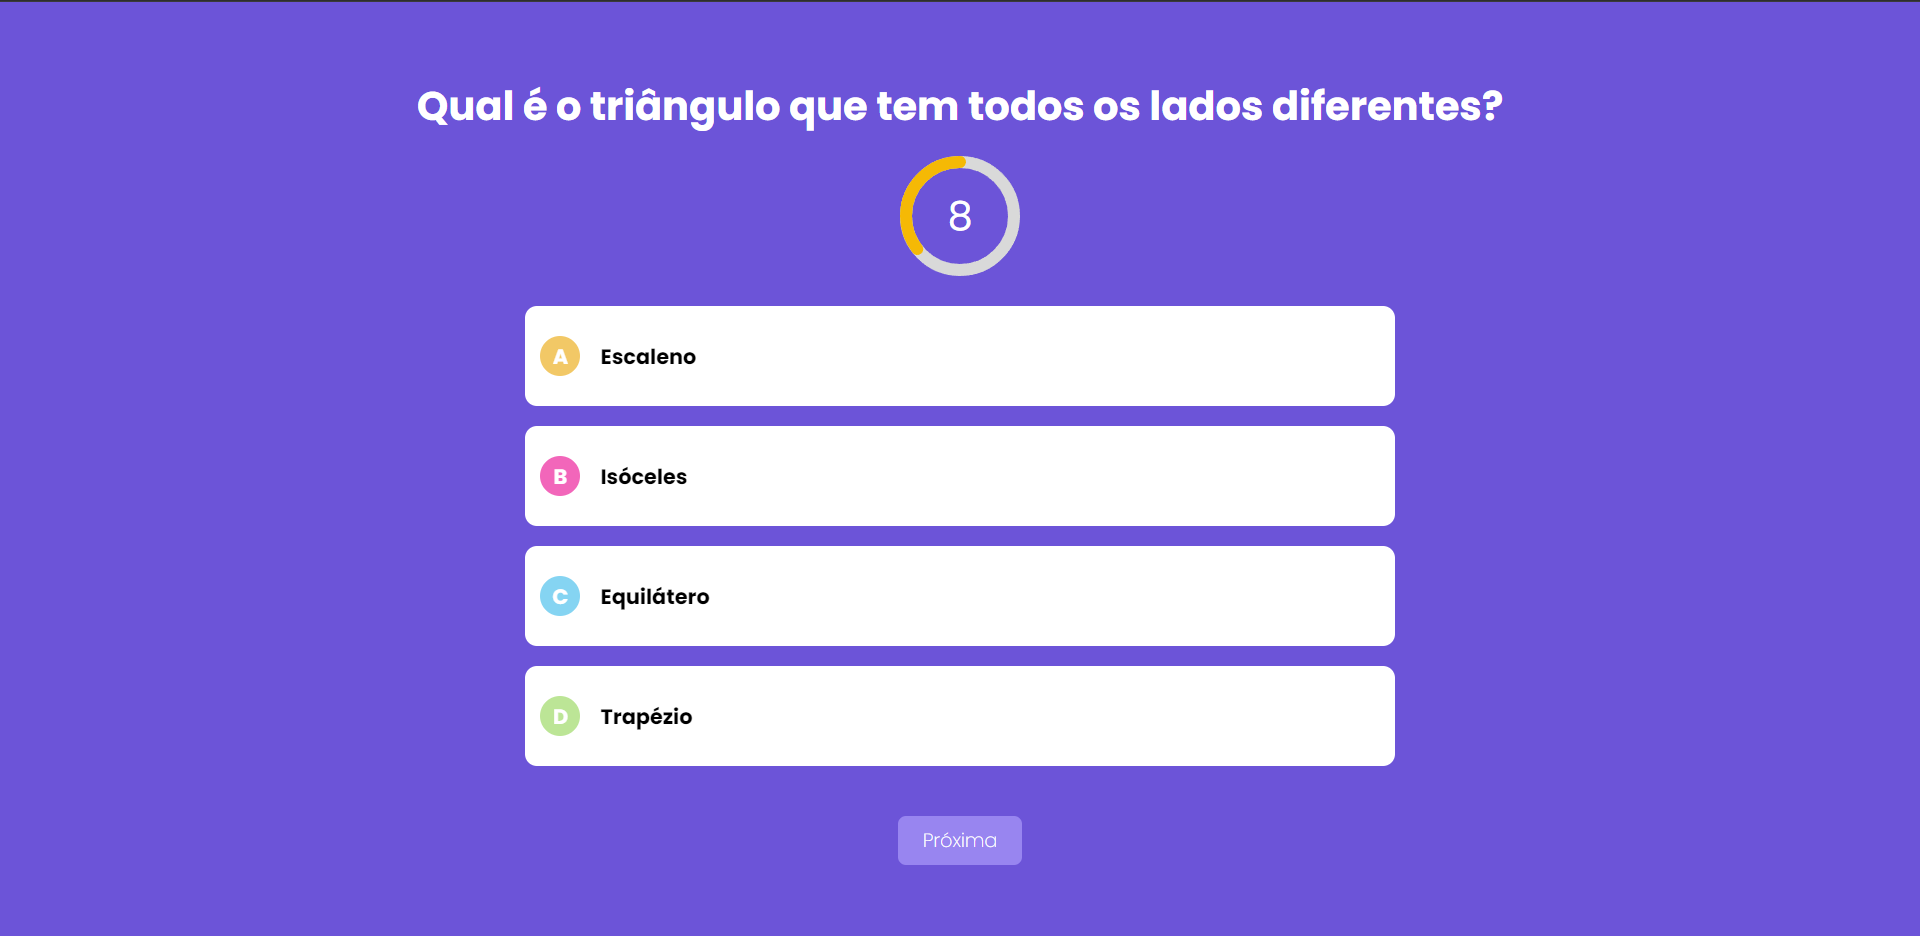 Qual é o triângulo que tem todos os lados diferentes?
8
A Escaleno
B Isóceles
C Equilátero
D Trapézio
Próxima